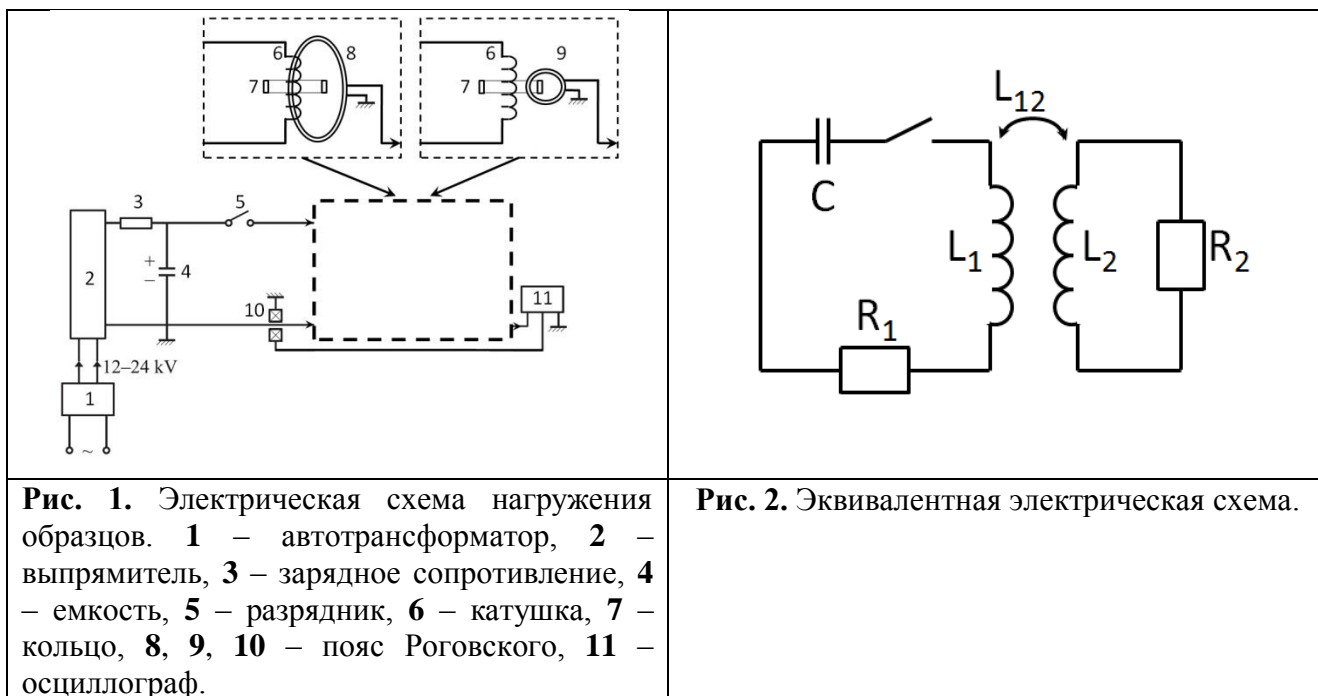 6 8 6 9
7 7
3 5
L₁₂
+
− 4
2
C
L₁ L₂ R₂
10 11
R₁
12–24 kV
1
~
Рис. 1. Электрическая схема нагружения
образцов. 1 – автотрансформатор, 2 –
выпрямитель, 3 – зарядное сопротивление, 4
– емкость, 5 – разрядник, 6 – катушка, 7 –
кольцо, 8, 9, 10 – пояс Роговского, 11 –
осциллограф.
Рис. 2. Эквивалентная электрическая схема.